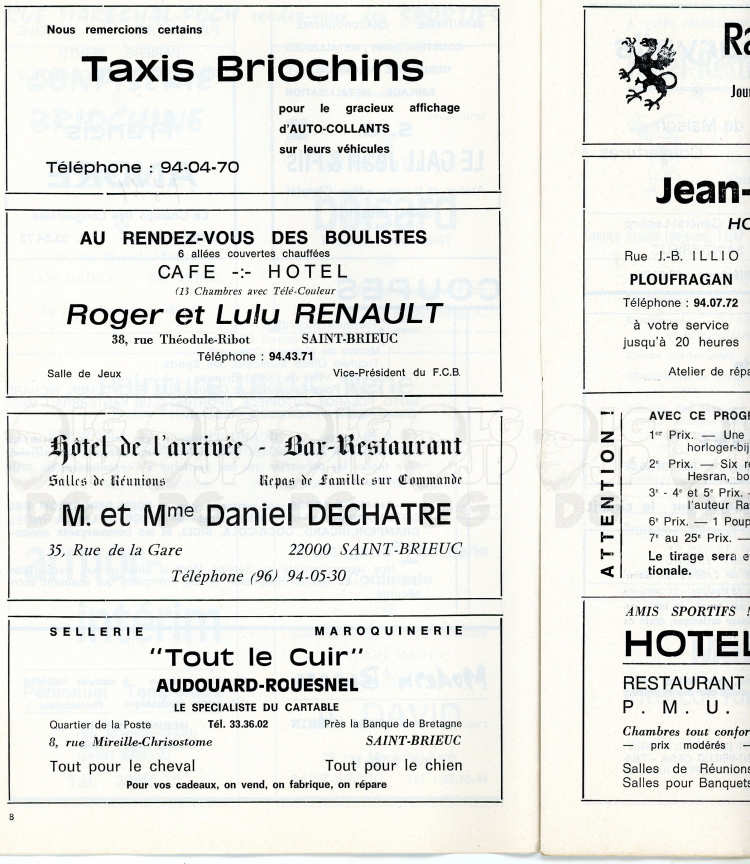 Nous remercions certains
Taxis Briochins
pour le gracieux affichage
d'AUTO-COLLANTS
sur leurs véhicules
Téléphone : 94-04-70
AU RENDEZ-VOUS DES BOULISTES
6 allées couvertes chauffées
CAFE -:- HOTEL
(13 Chambres avec Télé-Couleur
Roger et Lulu RENAULT
38, rue Théodule-Ribot SAINT-BRIEUC
Téléphone : 94.43.71
Salle de Jeux Vice-Président du F.C.B.
Hôtel de l'arrivée - Bar-Restaurant
Salles de Réunions Repas de Famille sur Commande
M. et Mme Daniel DECHATRE
35, Rue de la Gare 22000 SAINT-BRIEUC
Téléphone (96) 94-05-30
SELLERIE MAROQUINERIE
"Tout le Cuir"
AUDOUARD-ROUESNEL
LE SPECIALISTE DU CARTABLE
Quartier de la Poste Tél. 33.36.02 Près la Banque de Bretagne
8, rue Mireille-Chrisostome SAINT-BRIEUC
Tout pour le cheval Tout pour le chien
Pour vos cadeaux, on vend, on fabrique, on répare
8
Ra
Jour
Jean-
HO
Rue J.-B. ILLIO
PLOUFRAGAN
Téléphone : 94.07.72
à votre service
jusqu'à 20 heures
Atelier de répa
ATTENTION !
AVEC CE PROG
1er Prix. — Une
horloger-bij
2e Prix. — Six re
Hesran, bo
3e - 4e et 5e Prix. -
l'auteur Ra
6e Prix. — 1 Poup
7e au 25e Prix. —
Le tirage sera e
tionale.
AMIS SPORTIFS
HOTEL
RESTAURANT
P. M. U.
Chambres tout confor
— prix modérés —
Salles de Réunions
Salles pour Banquets